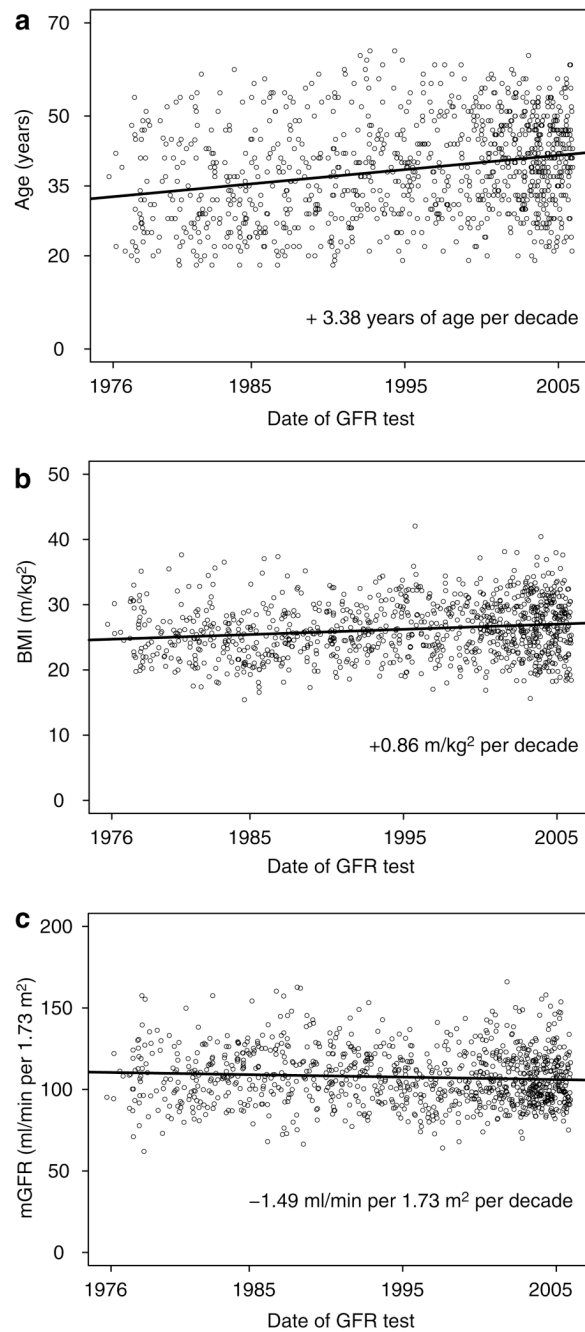 a
70
50
35
20
0
Age (years)
+ 3.38 years of age per decade
1976 1985 1995 2005
Date of GFR test
b
50
40
30
20
10
0
BMI (m/kg²)
+0.86 m/kg² per decade
1976 1985 1995 2005
Date of GFR test
c
200
150
100
50
0
mGFR (ml/min per 1.73 m²)
−1.49 ml/min per 1.73 m² per decade
1976 1985 1995 2005
Date of GFR test